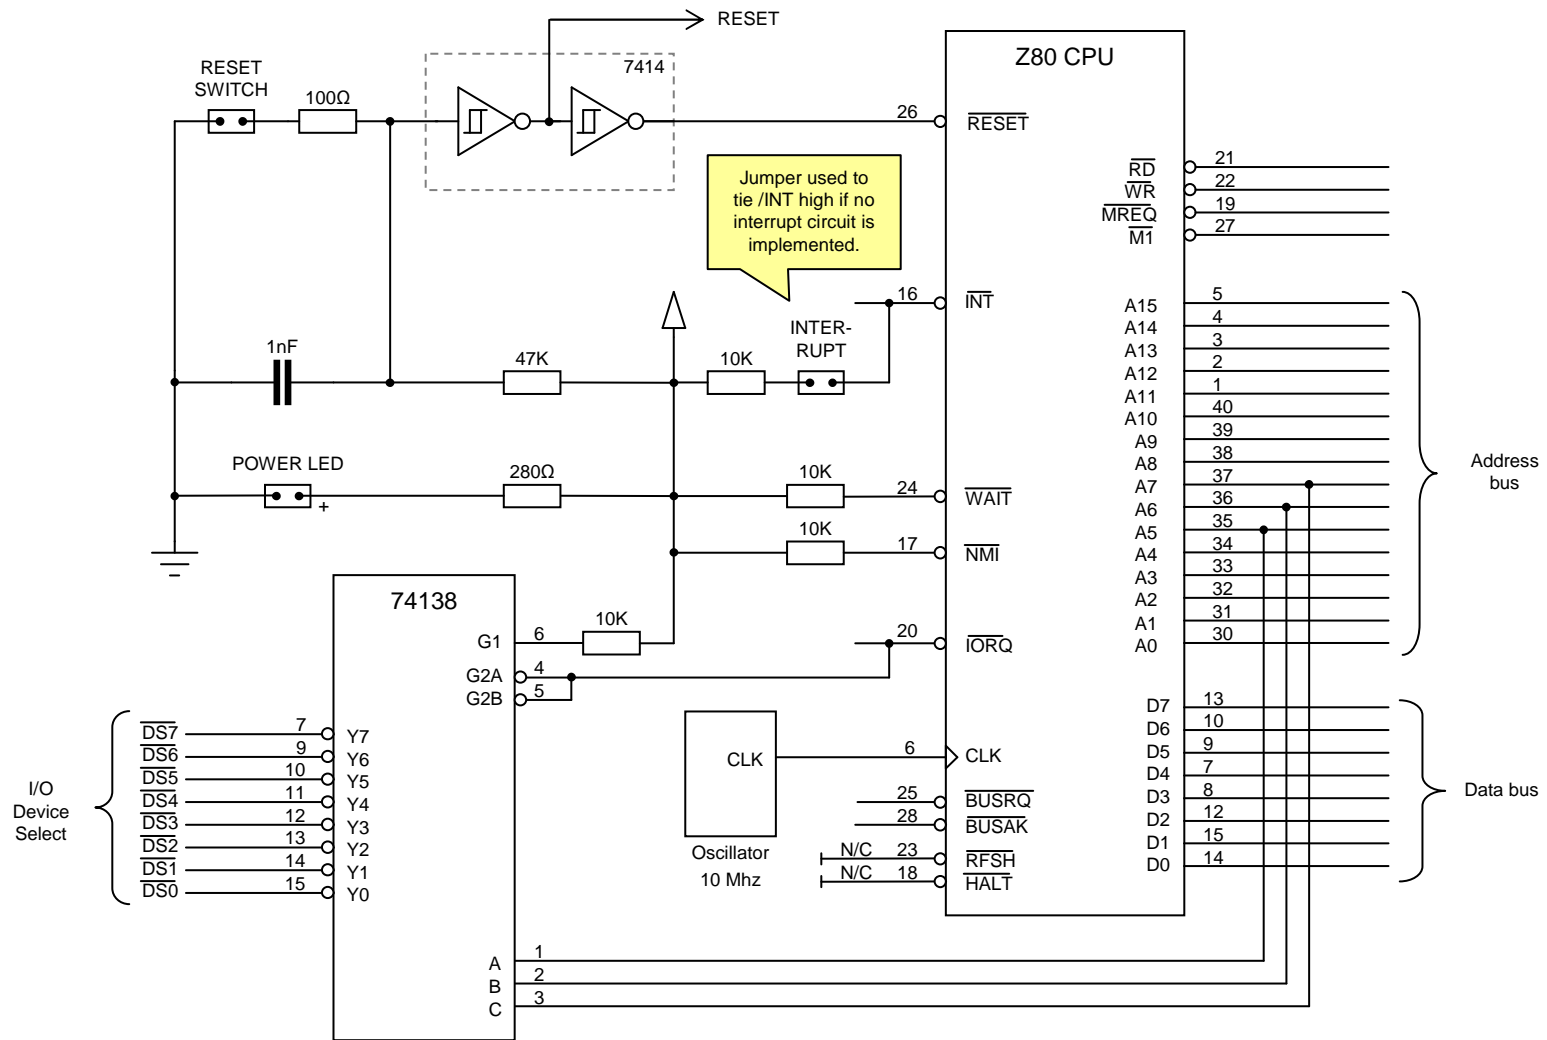 RESET
7414
RESET
SWITCH
100Ω
Z80 CPU
26
RESET
Jumper used to
tie /INT high if no
interrupt circuit is
implemented.
RD
21
WR
22
MREQ
19
M1
27
16
INT
INTER-
RUPT
1nF
47K
10K
A15
5
A14
4
A13
3
A12
2
A11
1
A10
40
A9
39
A8
38
A7
37
A6
36
A5
35
A4
34
A3
33
A2
32
A1
31
A0
30
Address
bus
POWER LED
+
280Ω
10K
24
WAIT
10K
17
NMI
74138
G1
6
10K
20
IORQ
G2A
4
G2B
5
I/O
Device
Select
DS7
7
Y7
DS6
9
Y6
DS5
10
Y5
DS4
11
Y4
DS3
12
Y3
DS2
13
Y2
DS1
14
Y1
DS0
15
Y0
CLK
Oscillator
10 Mhz
6
CLK
25
BUSRQ
28
BUSAK
N/C
23
RFSH
N/C
18
HALT
D7
13
D6
10
D5
9
D4
7
D3
8
D2
12
D1
15
D0
14
Data bus
A
1
B
2
C
3